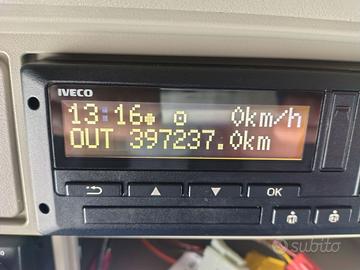 IVECO
13:16 0km/h
OUT 397237.0km
OK
subito